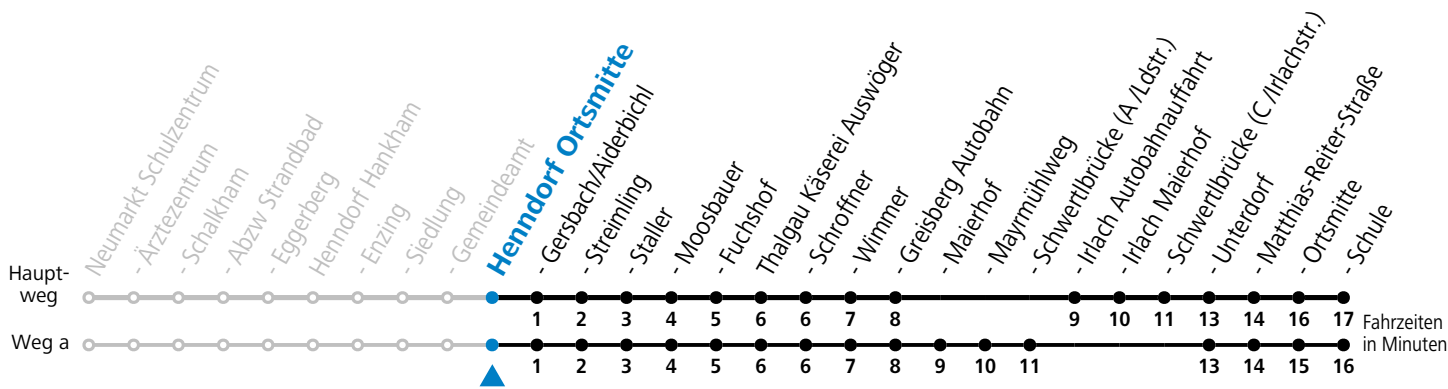 Neumarkt Schulzentrum
- Ärztezentrum
- Schalkham
- Abzw Strandbad
- Eggerberg
Henndorf Hankham
- Enzing
- Siedlung
- Gemeindeamt
Henndorf Ortsmitte
- Gersbach/Aiderbichl
- Streimling
- Staller
- Moosbauer
- Fuchshof
Thalgau Käserei Auswöger
- Schroffner
- Wimmer
- Greisberg Autobahn
- Maierhof
- Mayrmühlweg
- Schwertlbrücke (A /Ldstr.)
- Irlach Autobahnauffahrt
- Irlach Maierhof
- Schwertlbrücke (C /Irlachstr.)
- Unterdorf
- Matthias-Reiter-Straße
- Ortsmitte
- Schule
Haupt-
weg
1 2 3 4 5 6 6 7 8 9 10 11 13 14 16 17
Weg a
1 2 3 4 5 6 6 7 8 9 10 11 13 14 15 16
Fahrzeiten
in Minuten